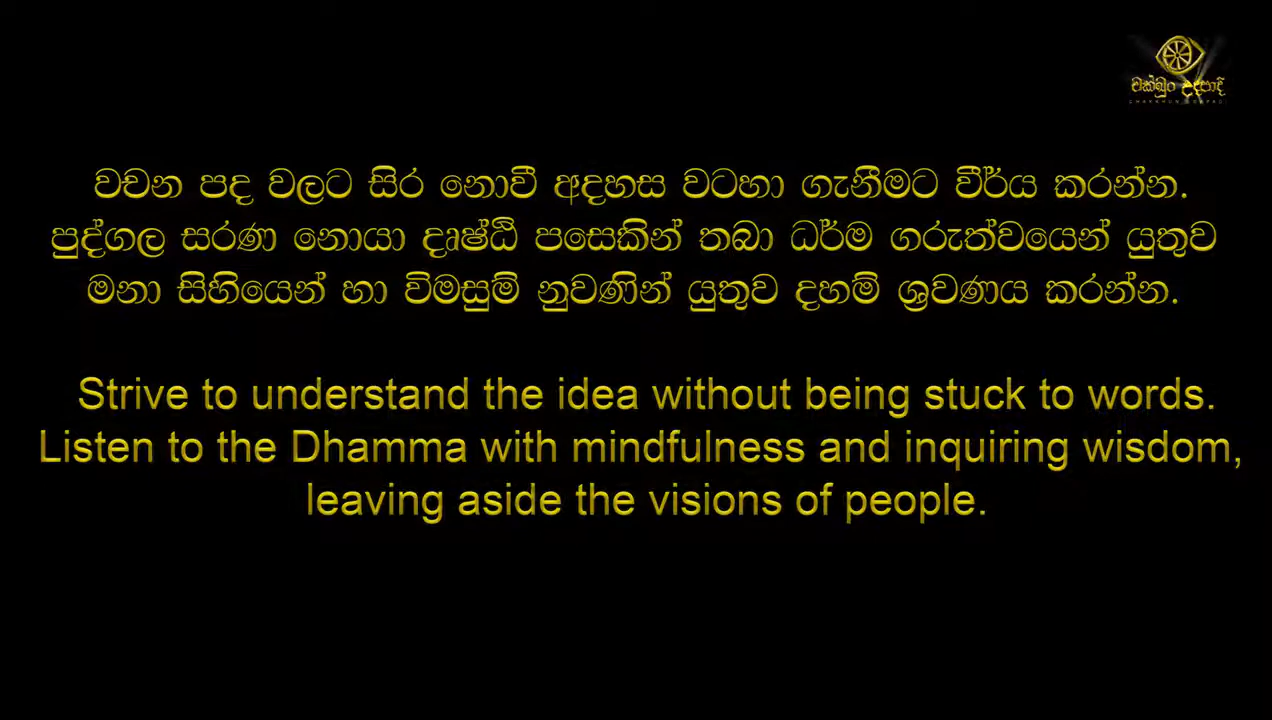 චක්ඛුං උදපාදි
වචන පද වලට සිර නොවී අදහස වටහා ගැනීමට වීර්ය කරන්න.
පුද්ගල සරණ නොයා දෘෂ්ඨි පසෙකින් තබා ධර්ම ගරුත්වයෙන් යුතුව
මනා සිහියෙන් හා විමසුම් නුවණින් යුතුව දහම් ශ්‍රවණය කරන්න.
Strive to understand the idea without being stuck to words.
Listen to the Dhamma with mindfulness and inquiring wisdom,
leaving aside the visions of people.